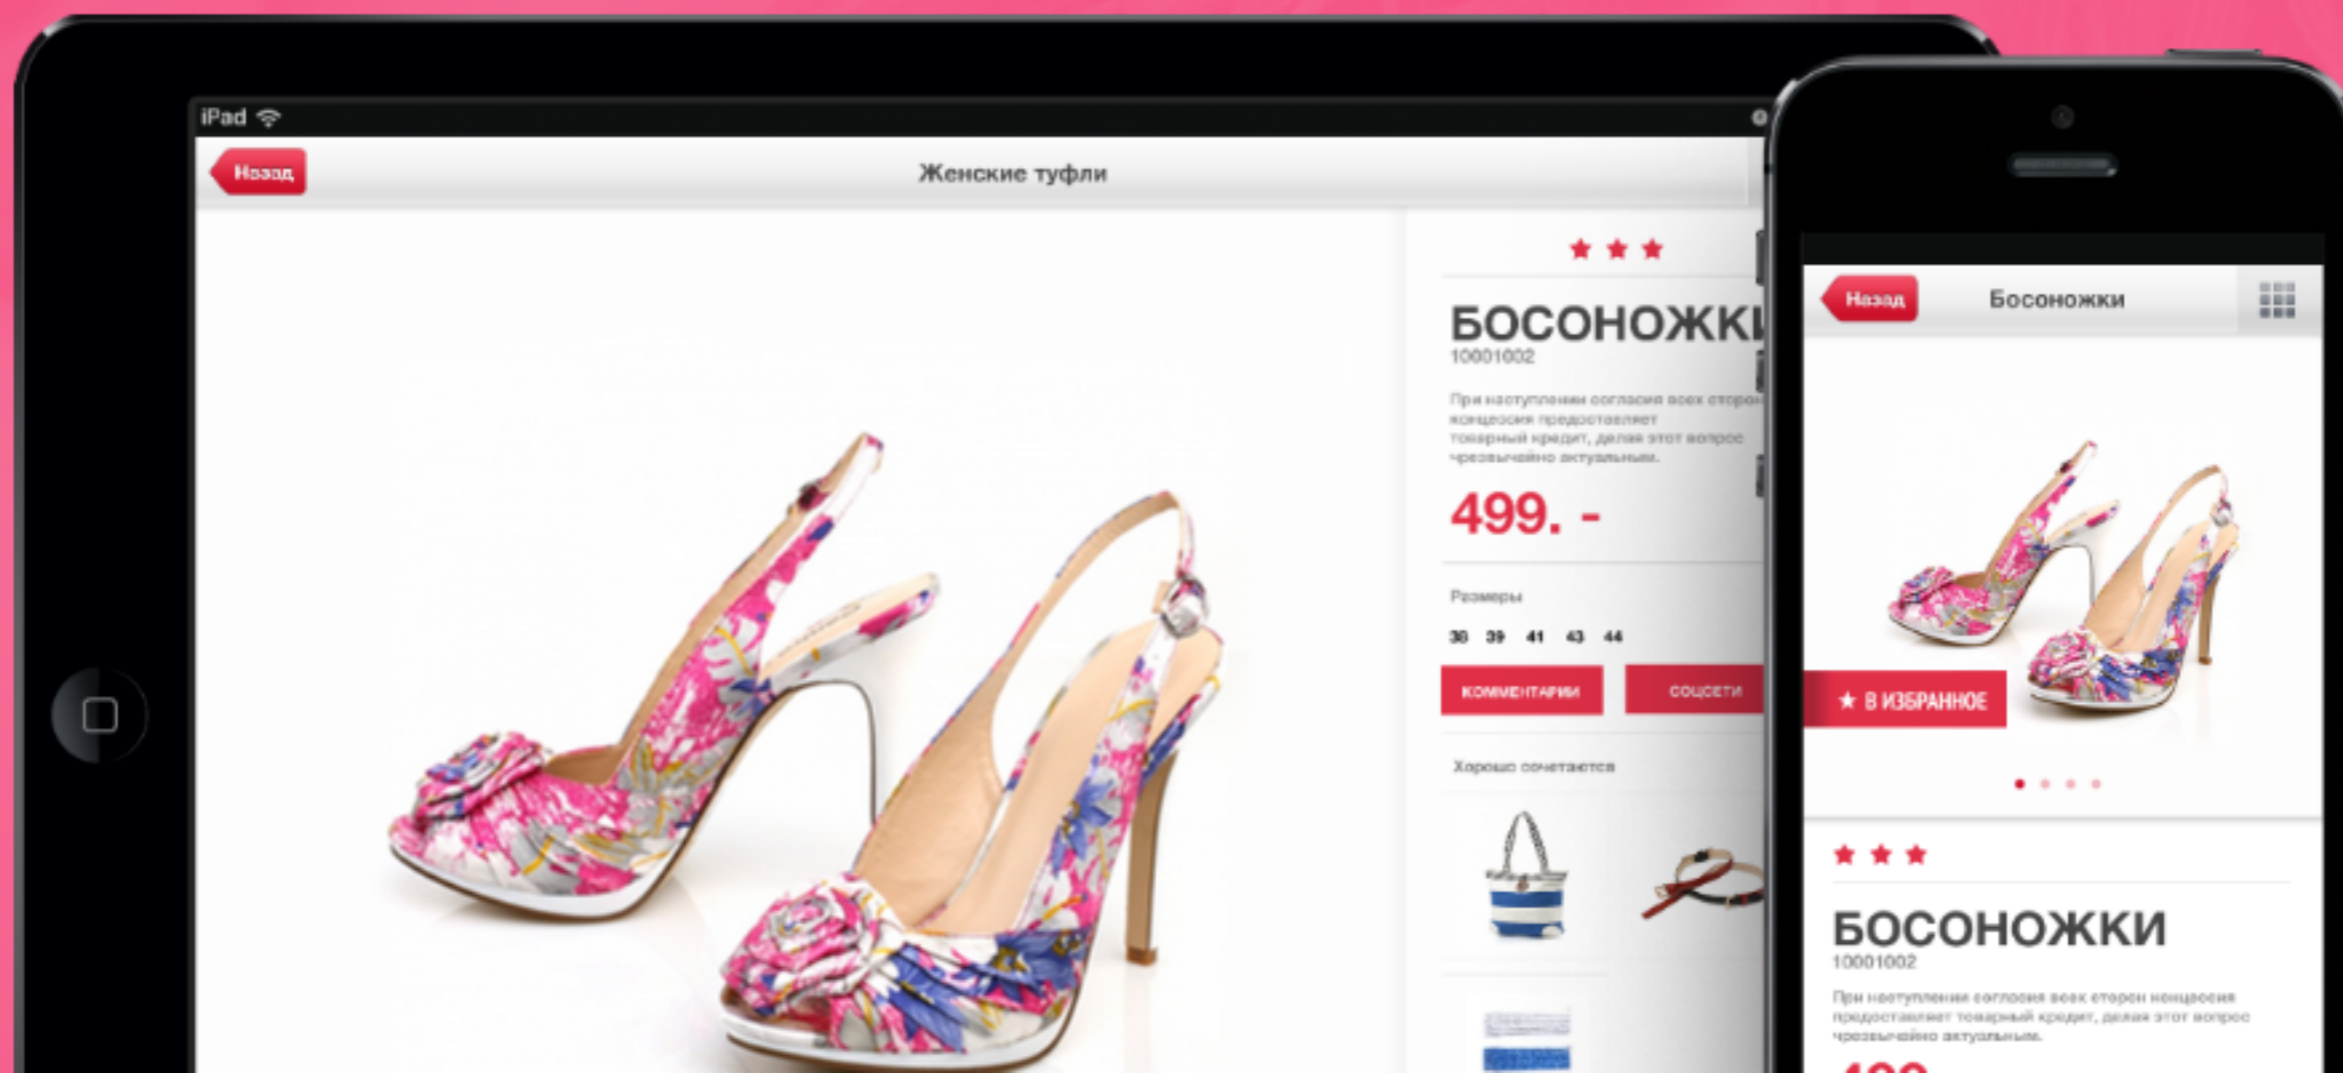 iPad
Назад
Женские туфли
БОСОНОЖКИ
10001002
При наступлении согласия всех сторон
концессия предоставляет
товарный кредит, делая этот вопрос
чрезвычайно актуальным.
499. -
Размеры
38 39 41 43 44
КОММЕНТАРИИ СОЦСЕТИ
Хорошо сочетаются
Назад
Босоножки
★ В ИЗБРАННОЕ
БОСОНОЖКИ
10001002
При наступлении согласия всех сторон концессия
предоставляет товарный кредит, делая этот вопрос
чрезвычайно актуальным.
499